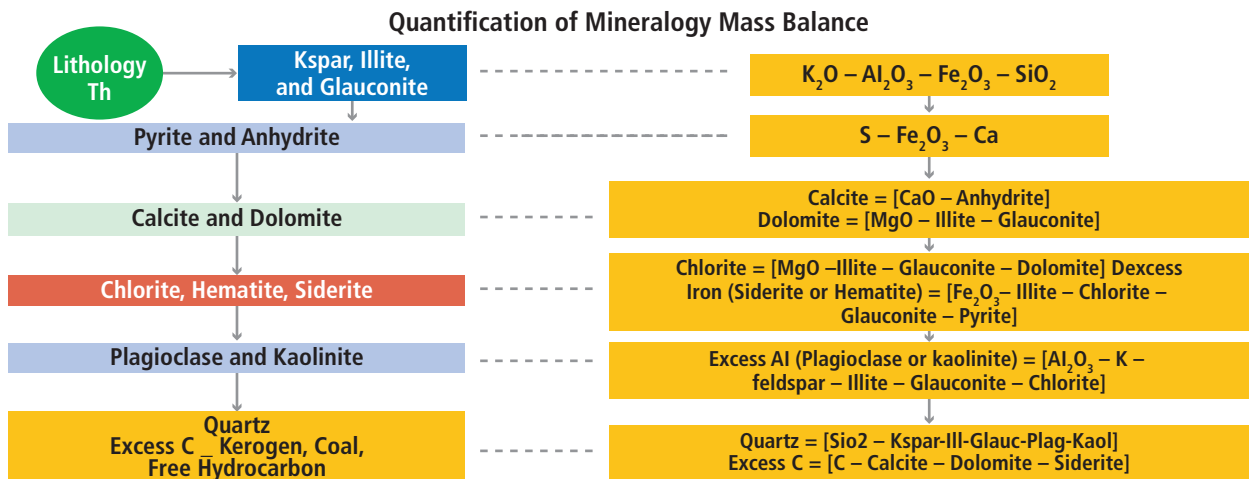 Quantification of Mineralogy Mass Balance
Lithology
Th
Kspar, Illite,
and Glauconite
K₂O – Al₂O₃ – Fe₂O₃ – SiO₂
Pyrite and Anhydrite
S – Fe₂O₃ – Ca
Calcite and Dolomite
Calcite = [CaO – Anhydrite]
Dolomite = [MgO – Illite – Glauconite]
Chlorite, Hematite, Siderite
Chlorite = [MgO –Illite – Glauconite – Dolomite] Dexcess
Iron (Siderite or Hematite) = [Fe₂O₃– Illite – Chlorite –
Glauconite – Pyrite]
Plagioclase and Kaolinite
Excess Al (Plagioclase or kaolinite) = [Al₂O₃ – K –
feldspar – Illite – Glauconite – Chlorite]
Quartz
Excess C _ Kerogen, Coal,
Free Hydrocarbon
Quartz = [Sio2 – Kspar-Ill-Glauc-Plag-Kaol]
Excess C = [C – Calcite – Dolomite – Siderite]